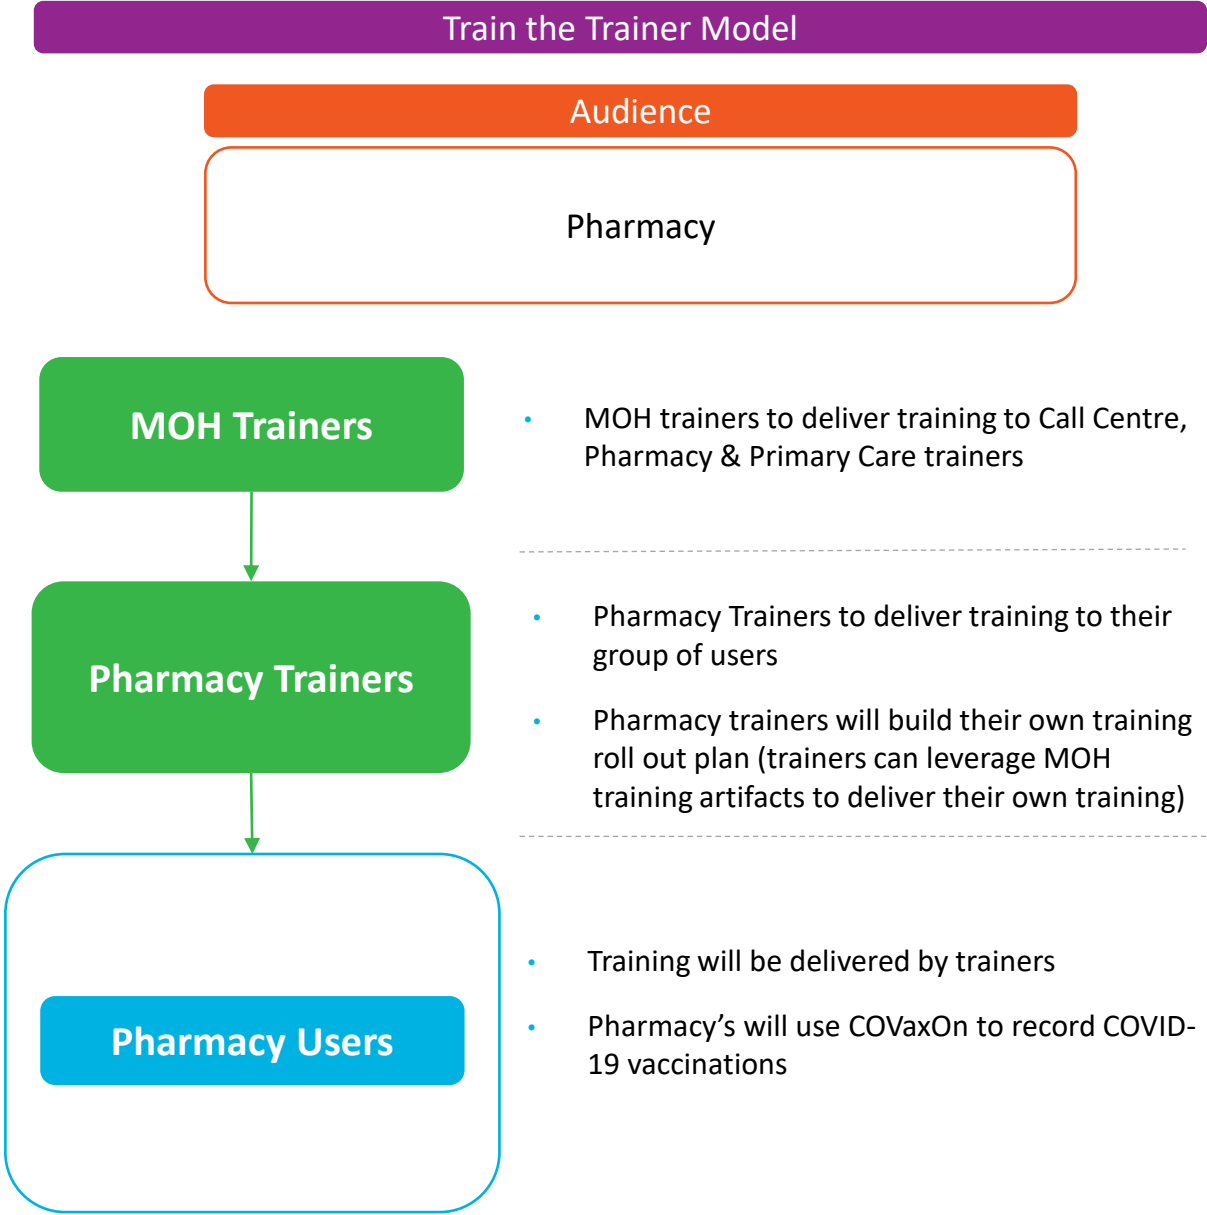 Train the Trainer Model
Audience
Pharmacy
MOH Trainers
• MOH trainers to deliver training to Call Centre,
Pharmacy & Primary Care trainers
Pharmacy Trainers
• Pharmacy Trainers to deliver training to their
group of users
• Pharmacy trainers will build their own training
roll out plan (trainers can leverage MOH
training artifacts to deliver their own training)
Pharmacy Users
• Training will be delivered by trainers
• Pharmacy’s will use COVaxOn to record COVID-
19 vaccinations